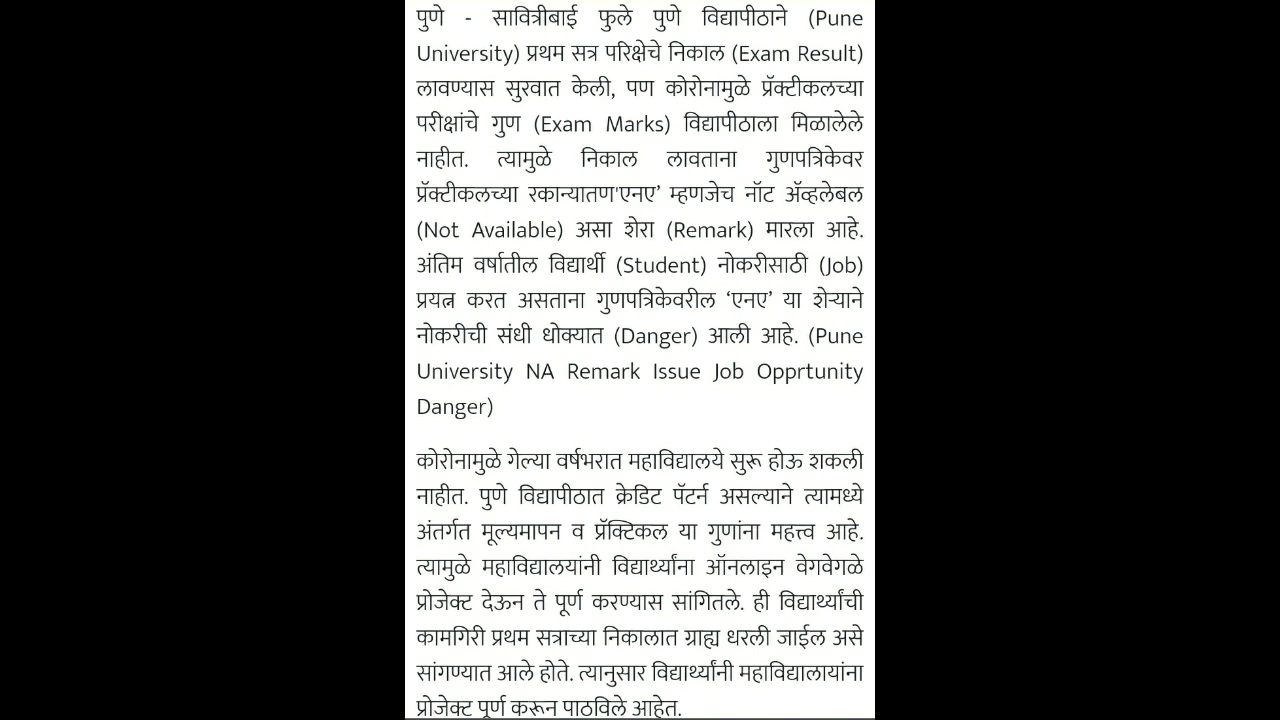 पुणे - सावित्रीबाई फुले पुणे विद्यापीठाने (Pune
University) प्रथम सत्र परिक्षेचे निकाल (Exam Result)
लावण्यास सुरवात केली, पण कोरोनामुळे प्रॅक्टीकलच्या
परीक्षांचे गुण (Exam Marks) विद्यापीठाला मिळालेले
नाहीत. त्यामुळे निकाल लावताना गुणपत्रिकेवर
प्रॅक्टीकलच्या रकान्यातण'एनए’ म्हणजेच नॉट ॲव्हलेबल
(Not Available) असा शेरा (Remark) मारला आहे.
अंतिम वर्षातील विद्यार्थी (Student) नोकरीसाठी (Job)
प्रयत्न करत असताना गुणपत्रिकेवरील ‘एनए’ या शेऱ्याने
नोकरीची संधी धोक्यात (Danger) आली आहे. (Pune
University NA Remark Issue Job Opprtunity
Danger)
कोरोनामुळे गेल्या वर्षभरात महाविद्यालये सुरू होऊ शकली
नाहीत. पुणे विद्यापीठात क्रेडिट पॅटर्न असल्याने त्यामध्ये
अंतर्गत मूल्यमापन व प्रॅक्टिकल या गुणांना महत्त्व आहे.
त्यामुळे महाविद्यालयांनी विद्यार्थ्यांना ऑनलाइन वेगवेगळे
प्रोजेक्ट देऊन ते पूर्ण करण्यास सांगितले. ही विद्यार्थ्यांची
कामगिरी प्रथम सत्राच्या निकालात ग्राह्य धरली जाईल असे
सांगण्यात आले होते. त्यानुसार विद्यार्थ्यांनी महाविद्यालायांना
प्रोजेक्ट पूर्ण करून पाठविले आहेत.